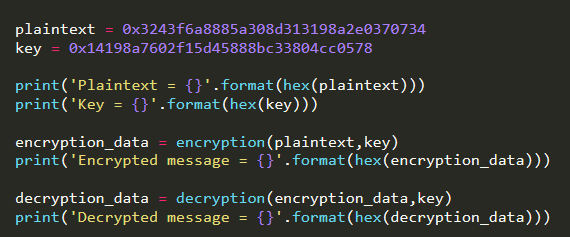 plaintext = 0x3243f6a8885a308d313198a2e0370734
key = 0x14198a7602f15d45888bc33804cc0578
print('Plaintext = {}'.format(hex(plaintext)))
print('Key = {}'.format(hex(key)))
encryption_data = encryption(plaintext,key)
print('Encrypted message = {}'.format(hex(encryption_data)))
decryption_data = decryption(encryption_data,key)
print('Decrypted message = {}'.format(hex(decryption_data)))